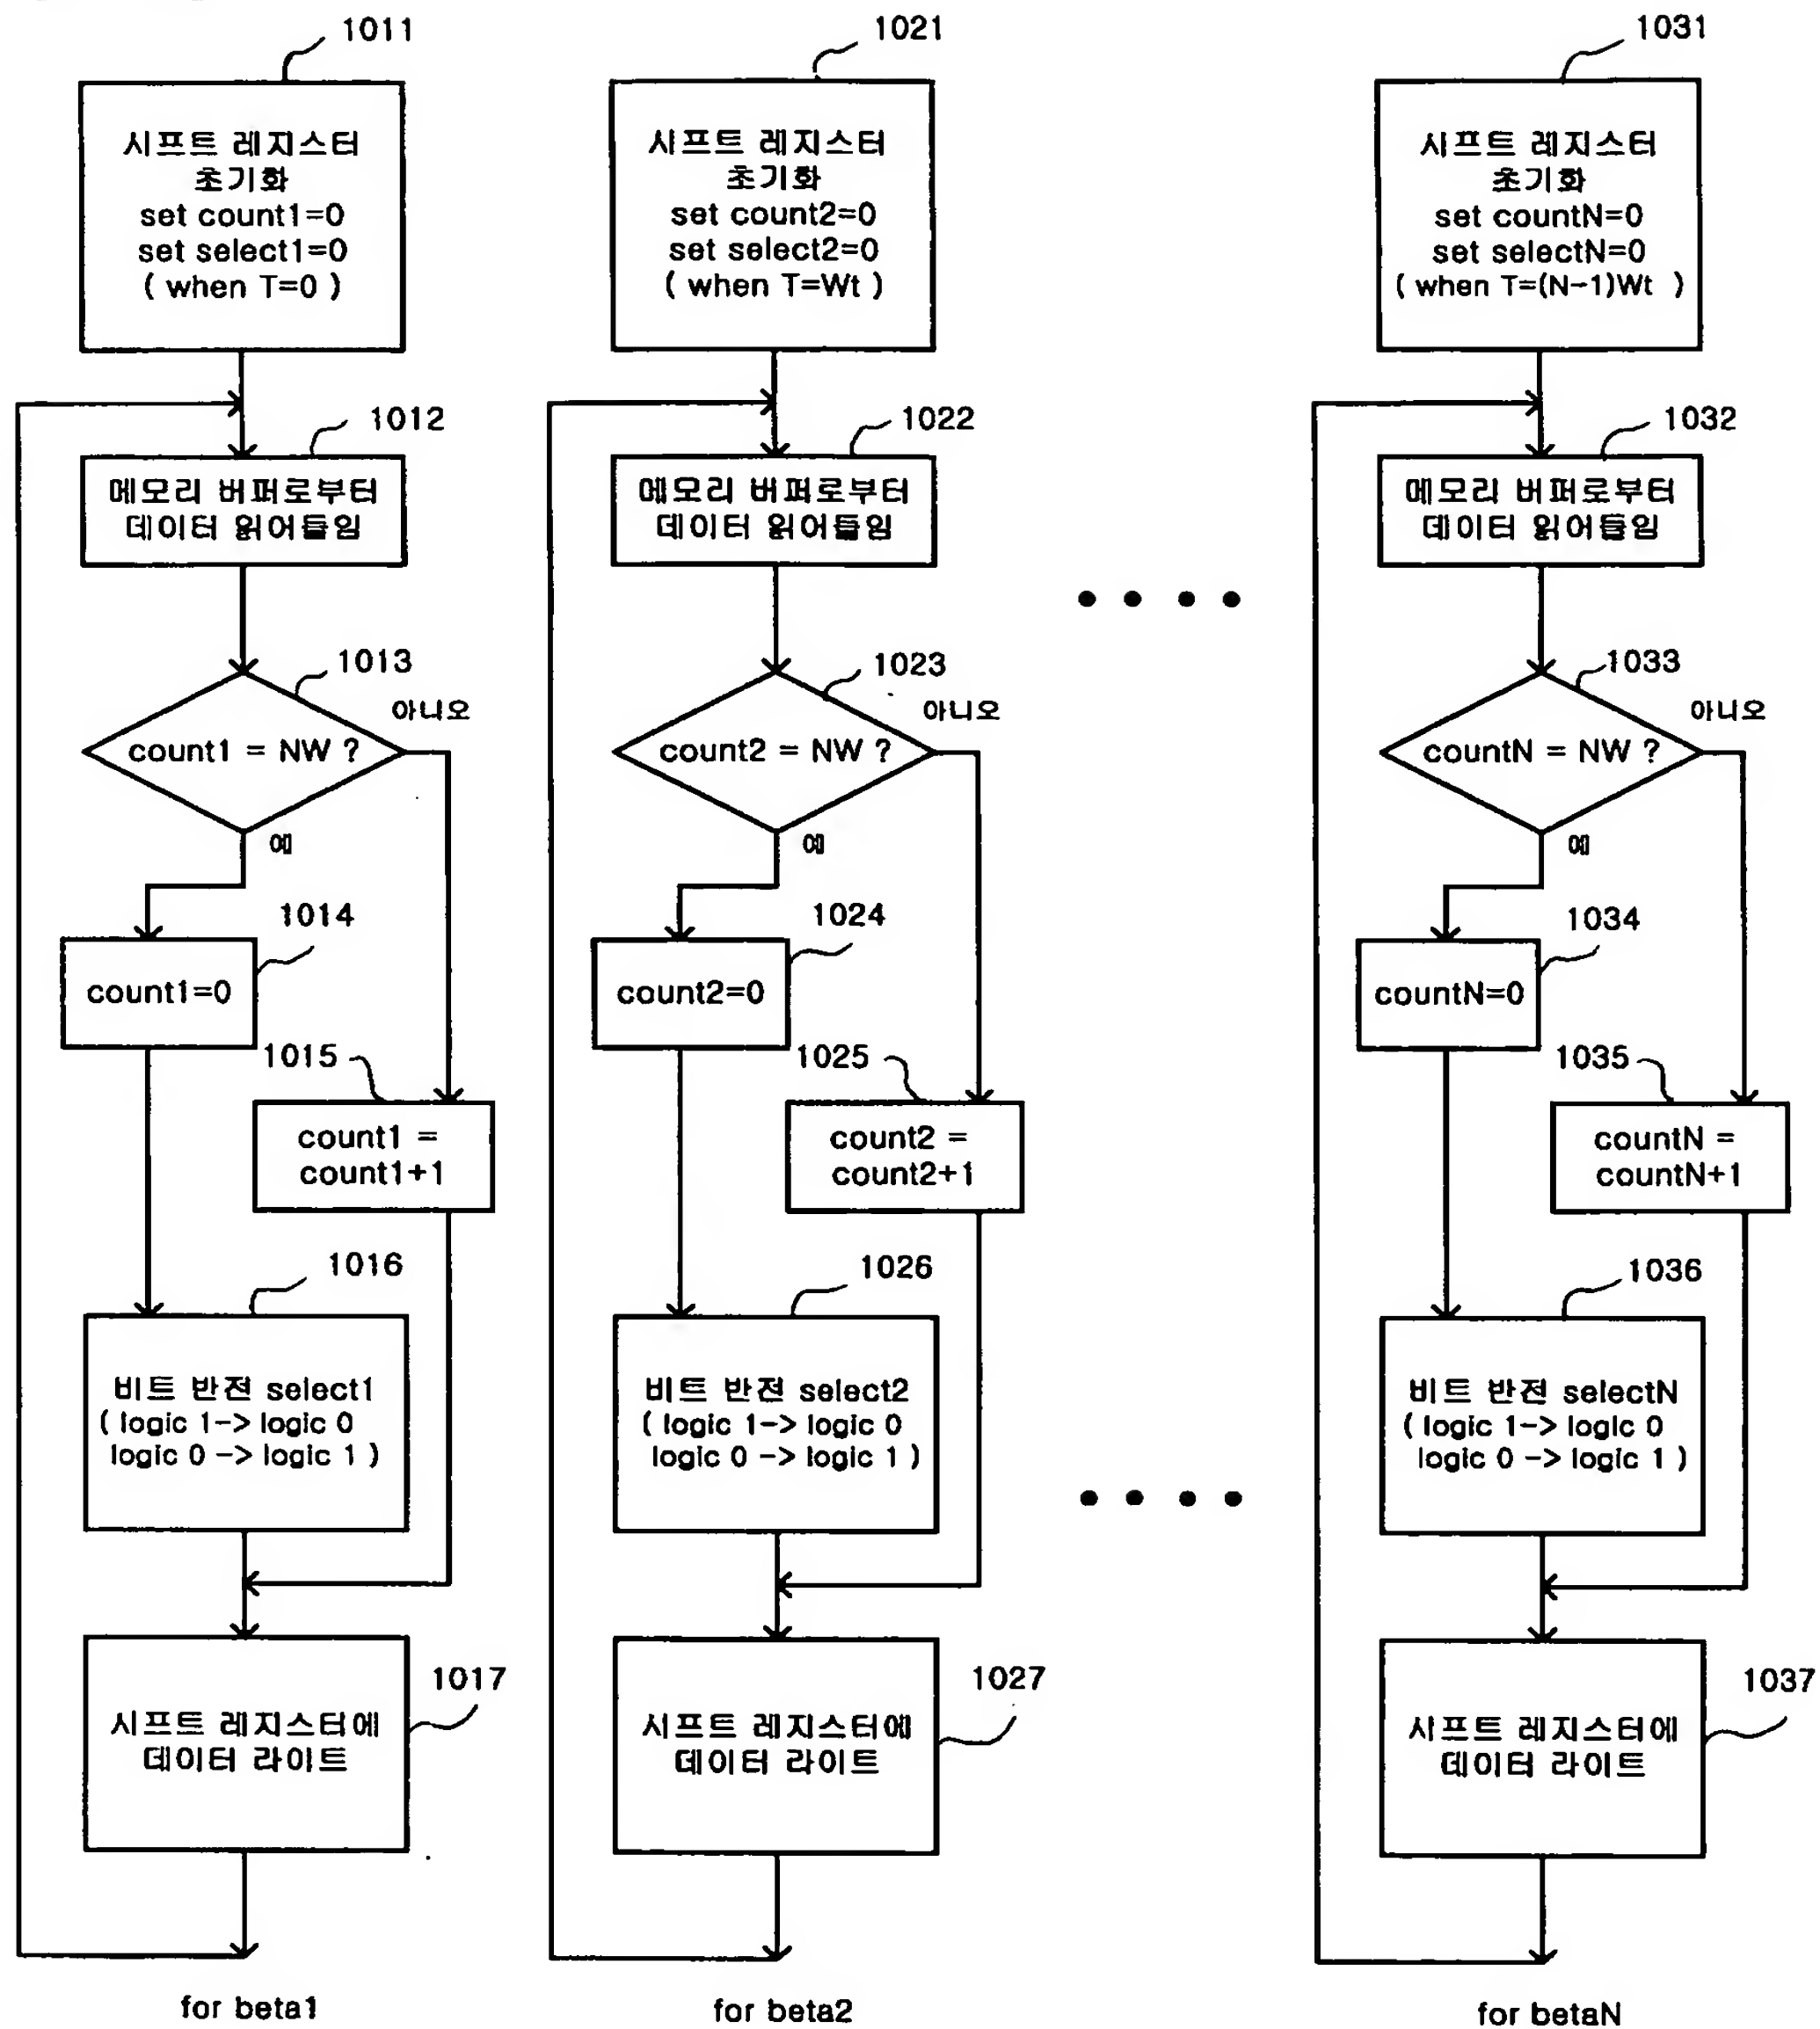 1011
시프트 레지스터
초기화
set count1=0
set select1=0
( when T=0 )
1012
메모리 버퍼로부터
데이터 읽어들임
1013
아니오
count1 = NW ?
예
1014
count1=0
1015
count1 =
count1+1
1016
비트 반전 select1
( logic 1-> logic 0
logic 0 -> logic 1 )
1017
시프트 레지스터에
데이터 라이트
for beta1
1021
시프트 레지스터
초기화
set count2=0
set select2=0
( when T=Wt )
1022
메모리 버퍼로부터
데이터 읽어들임
1023
아니오
count2 = NW ?
예
1024
count2=0
1025
count2 =
count2+1
1026
비트 반전 select2
( logic 1-> logic 0
logic 0 -> logic 1 )
1027
시프트 레지스터에
데이터 라이트
for beta2
1031
시프트 레지스터
초기화
set countN=0
set selectN=0
( when T=(N-1)Wt )
1032
메모리 버퍼로부터
데이터 읽어들임
1033
아니오
countN = NW ?
예
1034
countN=0
1035
countN =
countN+1
1036
비트 반전 selectN
( logic 1-> logic 0
logic 0 -> logic 1 )
1037
시프트 레지스터에
데이터 라이트
for betaN